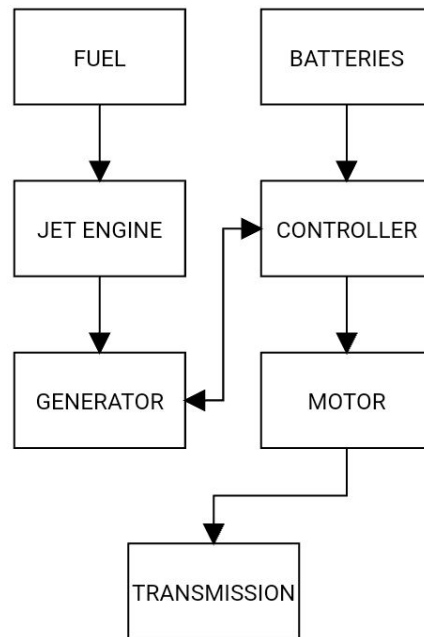 FUEL
BATTERIES
JET ENGINE
CONTROLLER
GENERATOR
MOTOR
TRANSMISSION